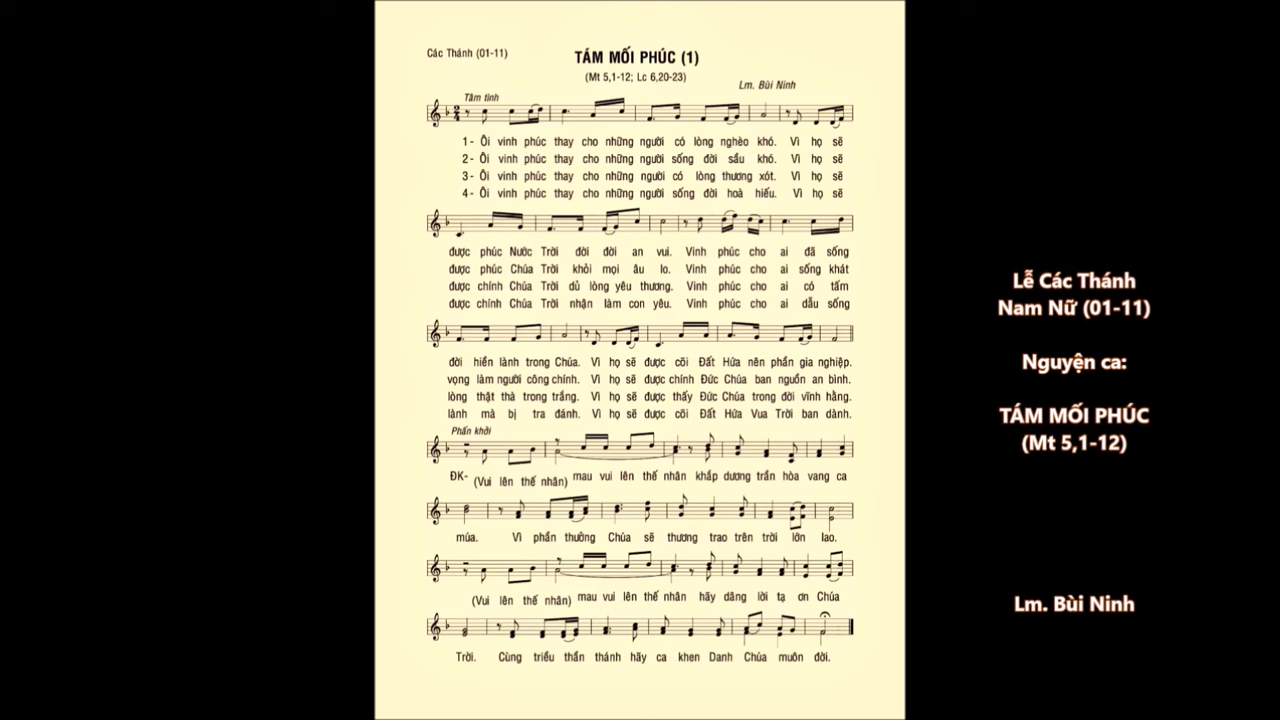 Các Thánh (01-11)
TÁM MỐI PHÚC (1)
(Mt 5,1-12; Lc 6,20-23)
Lm. Bùi Ninh
Tâm tình
1- Ôi vinh phúc thay cho những người có lòng nghèo khó. Vì họ sẽ
2- Ôi vinh phúc thay cho những người sống đời sầu khó. Vì họ sẽ
3- Ôi vinh phúc thay cho những người có lòng thương xót. Vì họ sẽ
4- Ôi vinh phúc thay cho những người sống đời hoà hiếu. Vì họ sẽ
được phúc Nước Trời đời đời an vui. Vinh phúc cho ai đã sống
được phúc Chúa Trời khỏi mọi âu lo. Vinh phúc cho ai sống khát
được chính Chúa Trời dủ lòng yêu thương. Vinh phúc cho ai có tấm
được chính Chúa Trời nhận làm con yêu. Vinh phúc cho ai dẫu sống
đời hiền lành trong Chúa. Vì họ sẽ được cõi Đất Hứa nên phần gia nghiệp.
vọng làm người công chính. Vì họ sẽ được chính Đức Chúa ban nguồn an bình.
lòng thật thà trong trắng. Vì họ sẽ được thấy Đức Chúa trong đời vĩnh hằng.
lành mà bị tra đánh. Vì họ sẽ được cõi Đất Hứa Vua Trời ban dành.
Phấn khởi
ĐK- (Vui lên thế nhân) mau vui lên thế nhân khắp dương trần hòa vang ca
múa. Vì phần thưởng Chúa sẽ thương trao trên trời lớn lao.
(Vui lên thế nhân) mau vui lên thế nhân hãy dâng lời tạ ơn Chúa
Trời. Cùng triều thần thánh hãy ca khen Danh Chúa muôn đời.
Lễ Các Thánh
Nam Nữ (01-11)
Nguyện ca:
TÁM MỐI PHÚC
(Mt 5,1-12)
Lm. Bùi Ninh